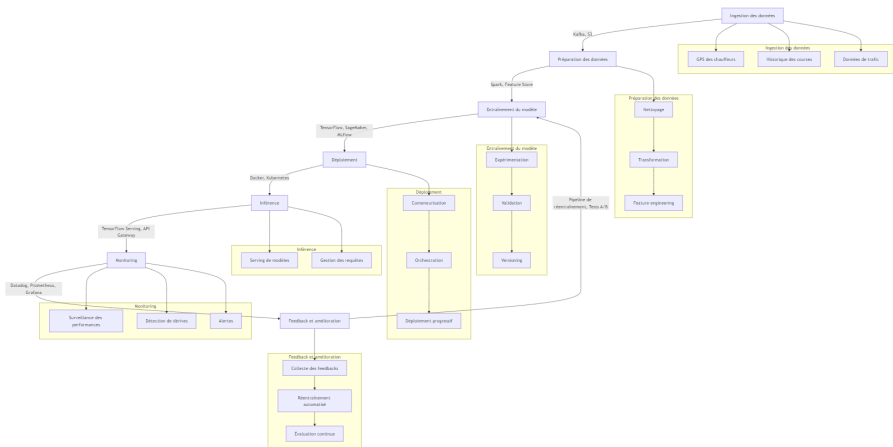 Ingestion des données
Kafka, S3
Ingestion des données
Préparation des données
GPS des chauffeurs
Historique des courses
Données de trafic
Spark, Feature Store
Préparation des données
Entraînement du modèle
Nettoyage
TensorFlow, SageMaker,
MLflow
Entraînement du modèle
Déploiement
Expérimentation
Transformation
Docker, Kubernetes
Déploiement
Inférence
Conteneurisation
Validation
Pipeline de
réentraînement, Tests A/B
Feature engineering
TensorFlow Serving, API
Gateway
Inférence
Monitoring
Serving de modèles
Gestion des requêtes
Orchestration
Versioning
Datadog, Prometheus,
Grafana
Monitoring
Surveillance des
performances
Détection de dérives
Alertes
Feedback et amélioration
Déploiement progressif
Feedback et amélioration
Collecte des feedbacks
Réentraînement
automatisé
Évaluation continue